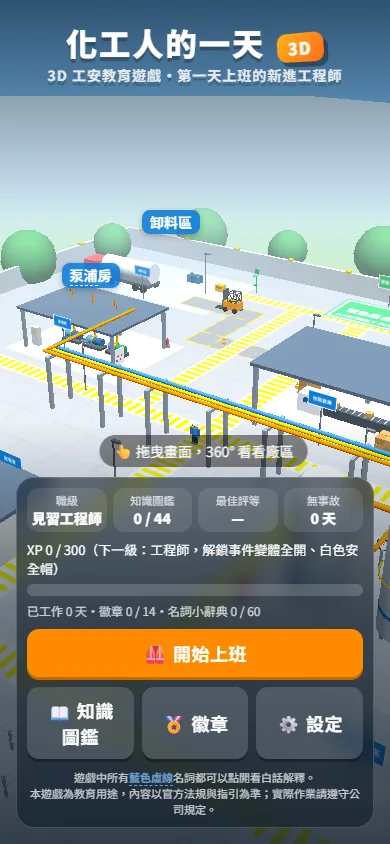 化工人的一天 3D
3D 工安教育遊戲・第一天上班的新進工程師
卸料區
泵浦房
👆 拖曳畫面，360° 看看廠區
職級
見習工程師
知識圖鑑
0 / 44
最佳評等
—
無事故
0 天
XP 0 / 300（下一級：工程師，解鎖事件變體全開、白色安
全帽）
已工作 0 天・徽章 0 / 14・名詞小辭典 0 / 60
🦺 開始上班
📖 知識
圖鑑
🏅 徽章
⚙️ 設定
遊戲中所有藍色虛線名詞都可以點開看白話解釋。
本遊戲為教育用途，內容以官方法規與指引為準；實際作業請遵守公
司規定。